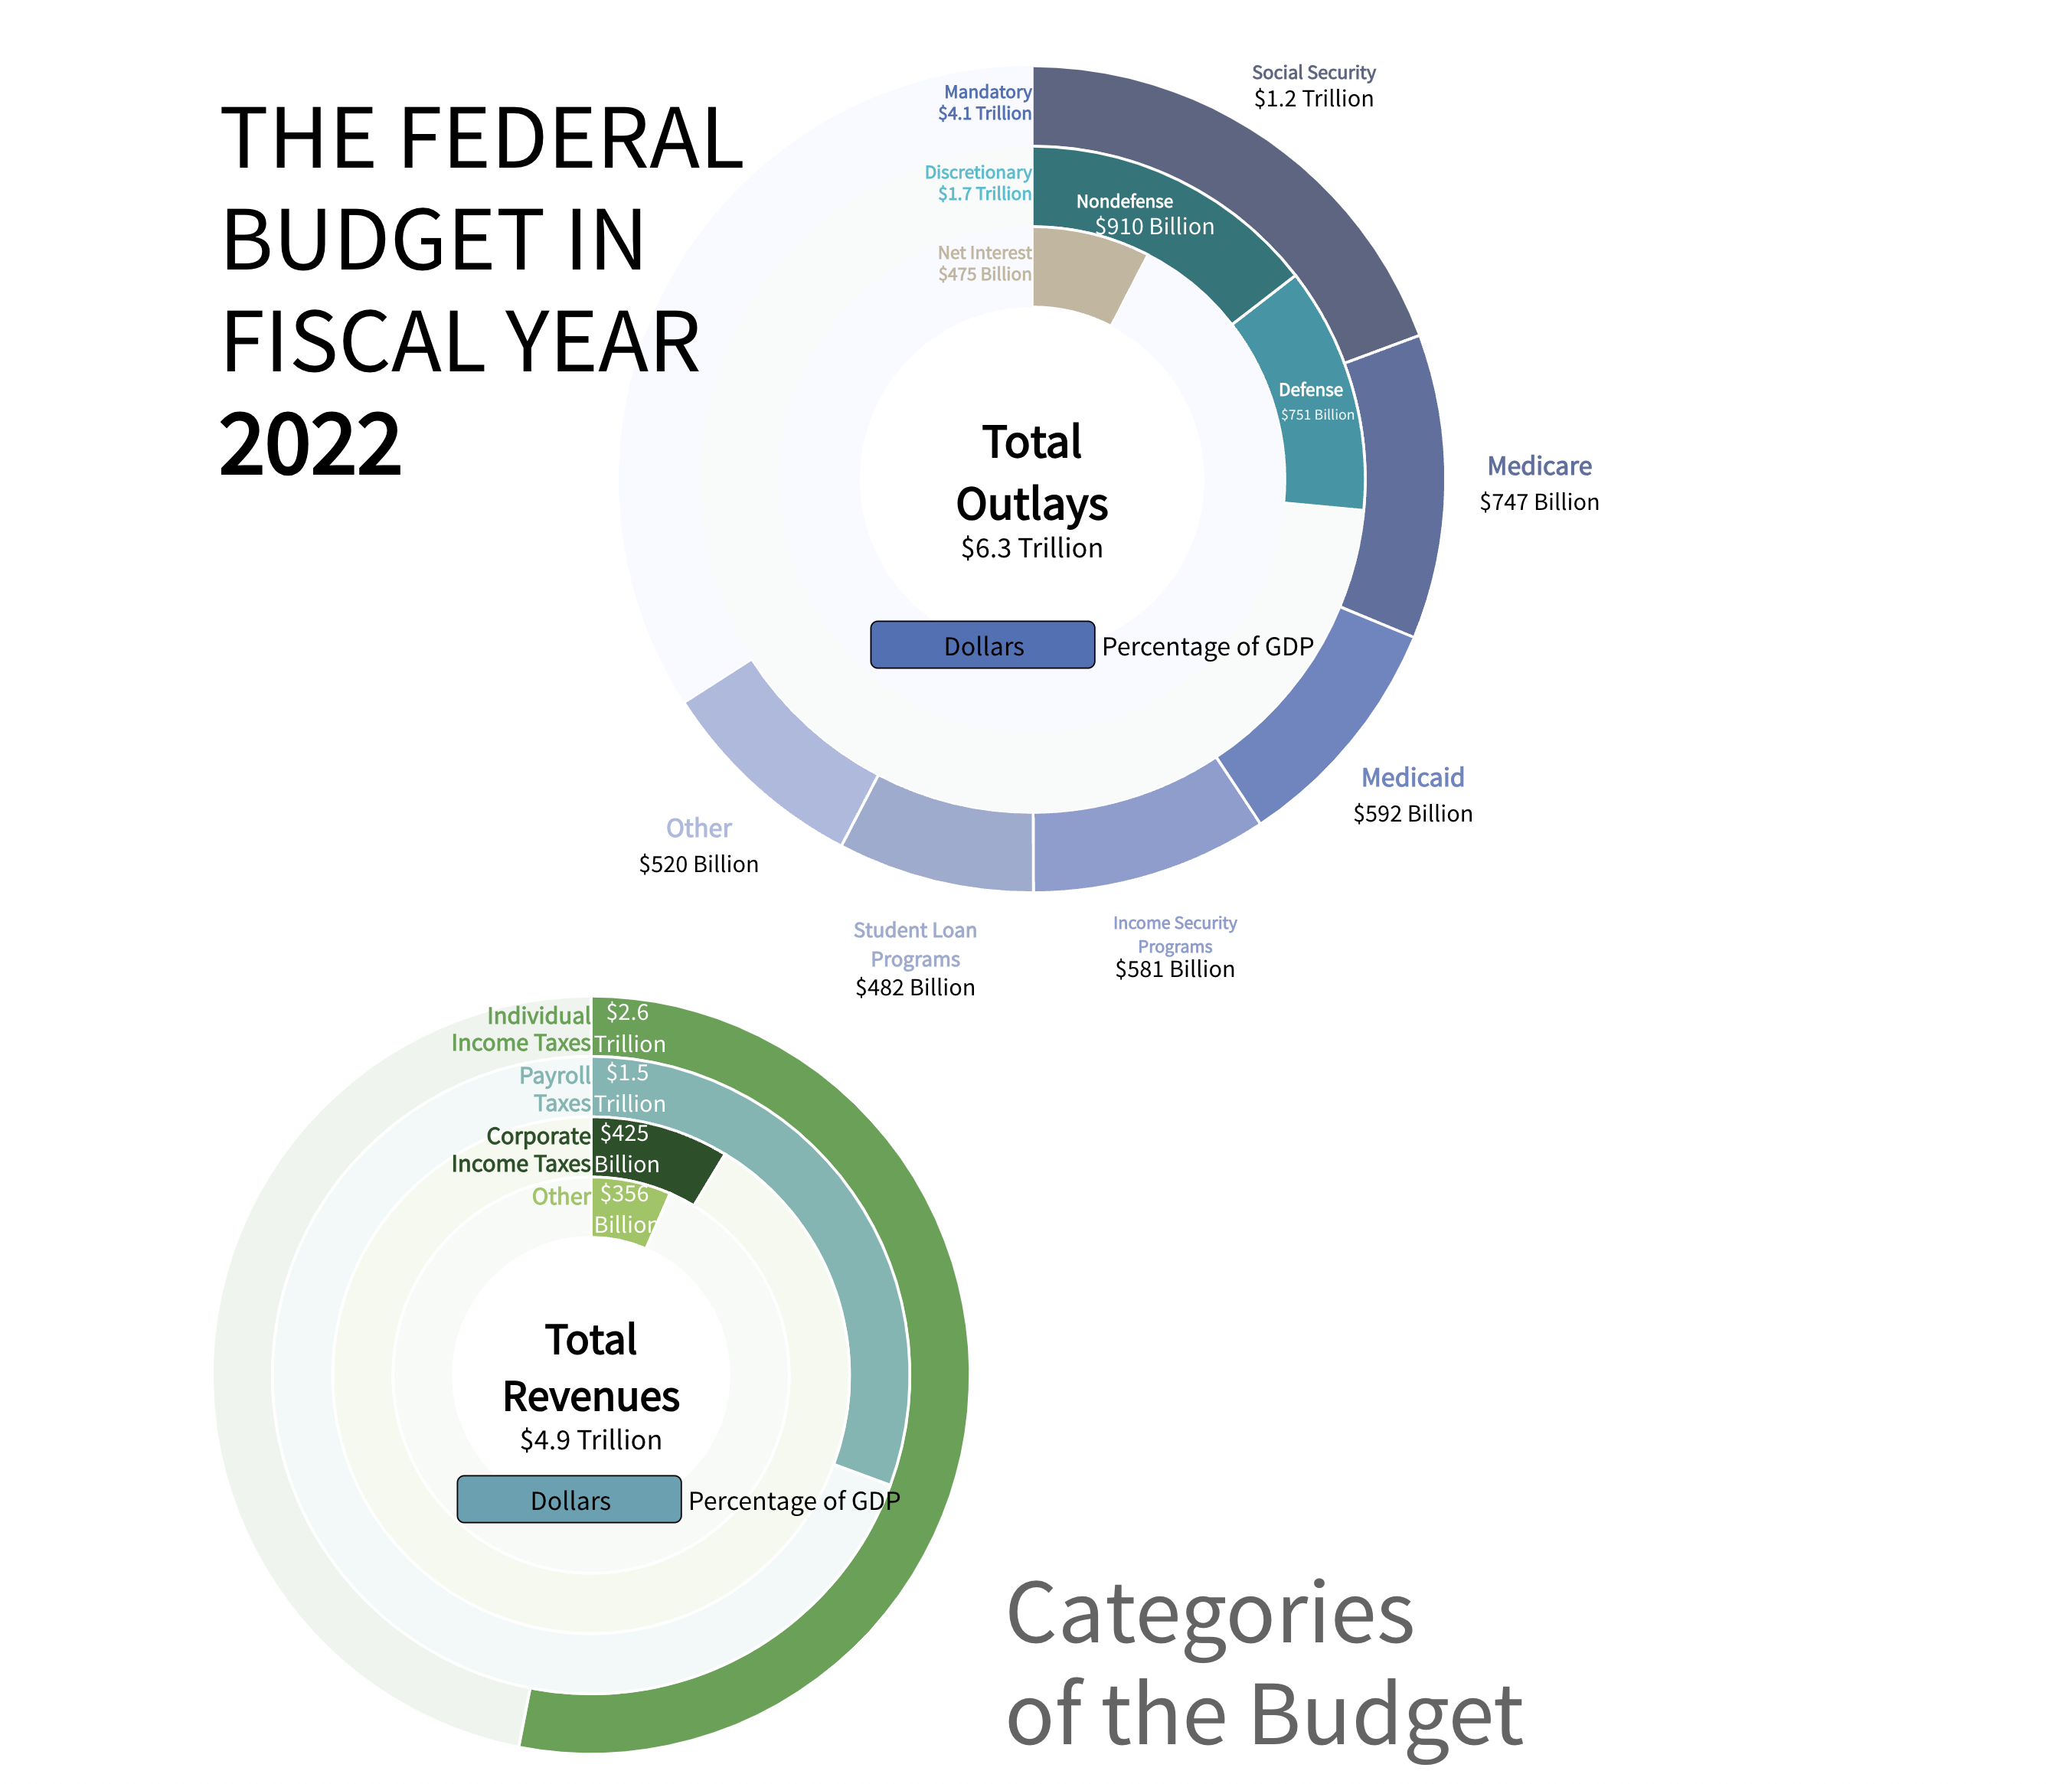 THE FEDERAL
BUDGET IN
FISCAL YEAR
2022
Mandatory
$4.1 Trillion
Discretionary
$1.7 Trillion
Net Interest
$475 Billion
Social Security
$1.2 Trillion
Nondefense
$910 Billion
Defense
$751 Billion
Total
Outlays
$6.3 Trillion
Dollars
Percentage of GDP
Medicare
$747 Billion
Medicaid
$592 Billion
Income Security
Programs
$581 Billion
Student Loan
Programs
$482 Billion
Other
$520 Billion
Individual
Income Taxes
$2.6
Trillion
Payroll
Taxes
$1.5
Trillion
Corporate
Income Taxes
$425
Billion
Other
$356
Billion
Total
Revenues
$4.9 Trillion
Dollars
Percentage of GDP
Categories
of the Budget